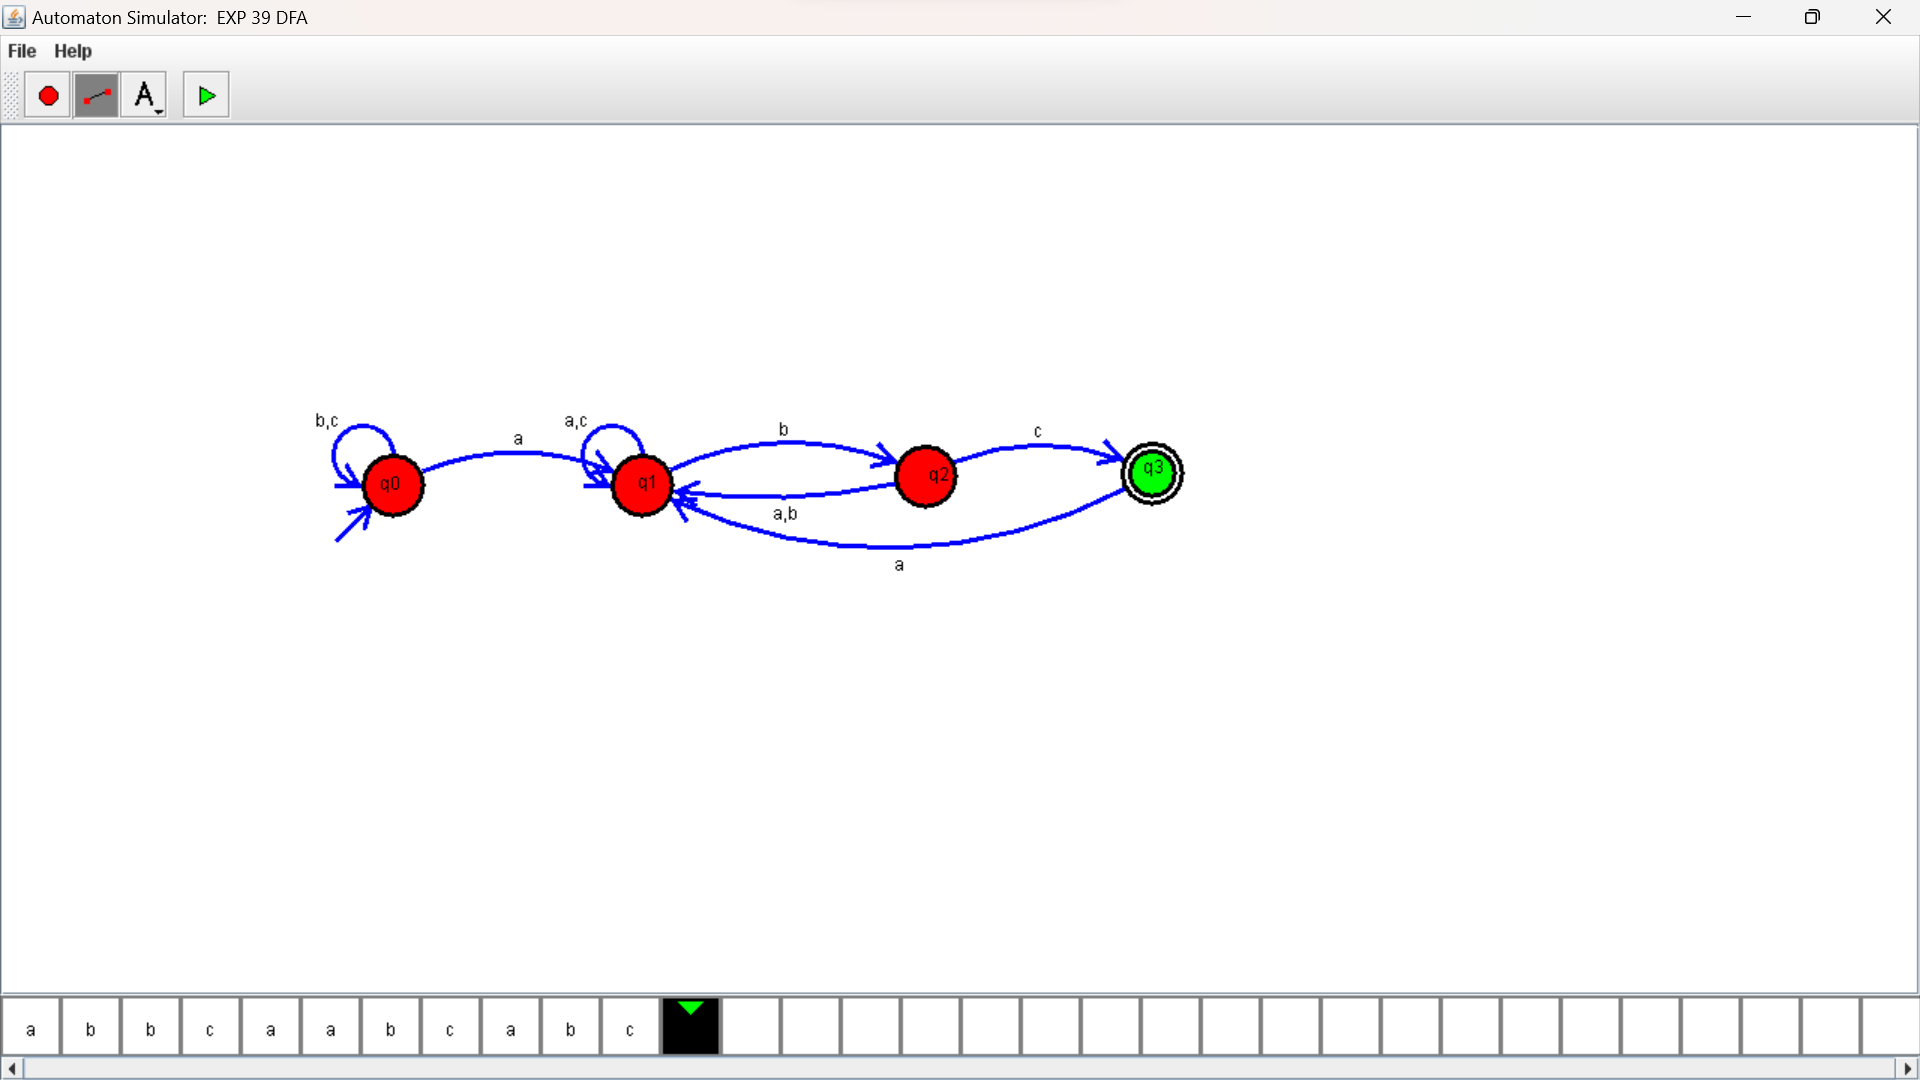 Automaton Simulator: EXP 39 DFA
File Help
A
b,c
a
a,c
b
c
q0
q1
q2
q3
a,b
a
a b b c a a b c a b c